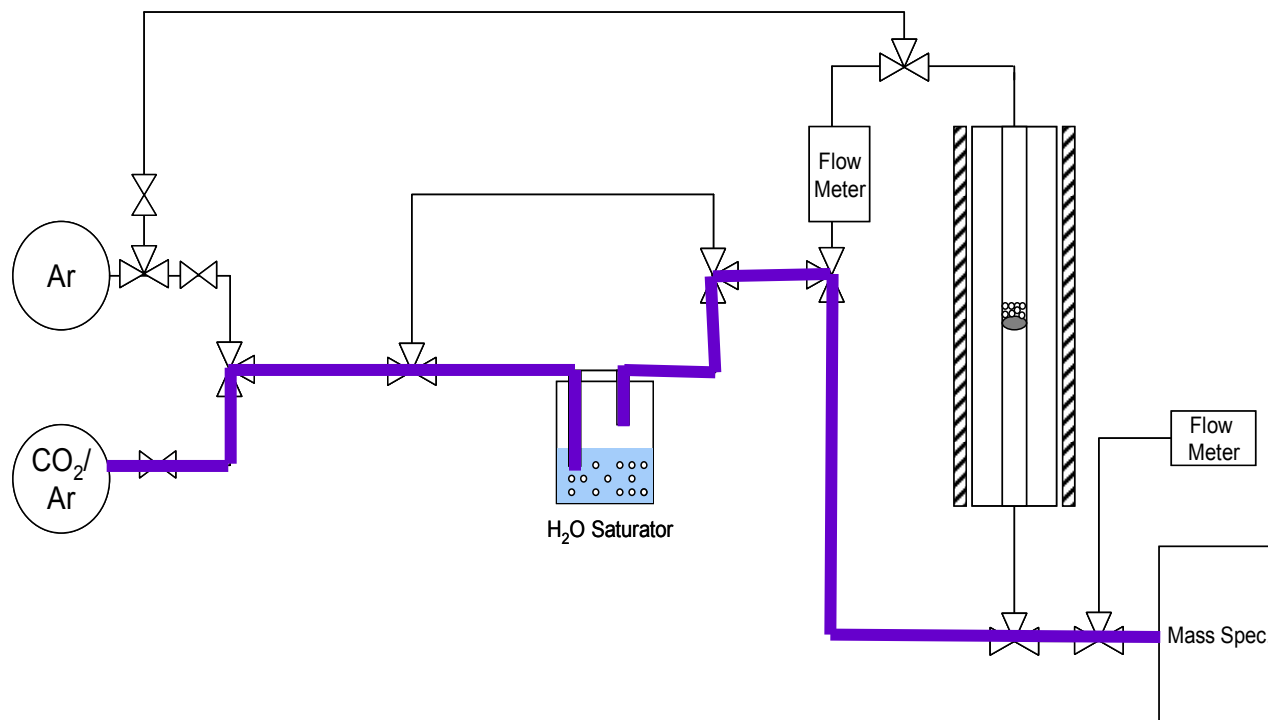 Flow
Meter
Ar
CO₂/
Ar
H₂O Saturator
Flow
Meter
Mass Spec